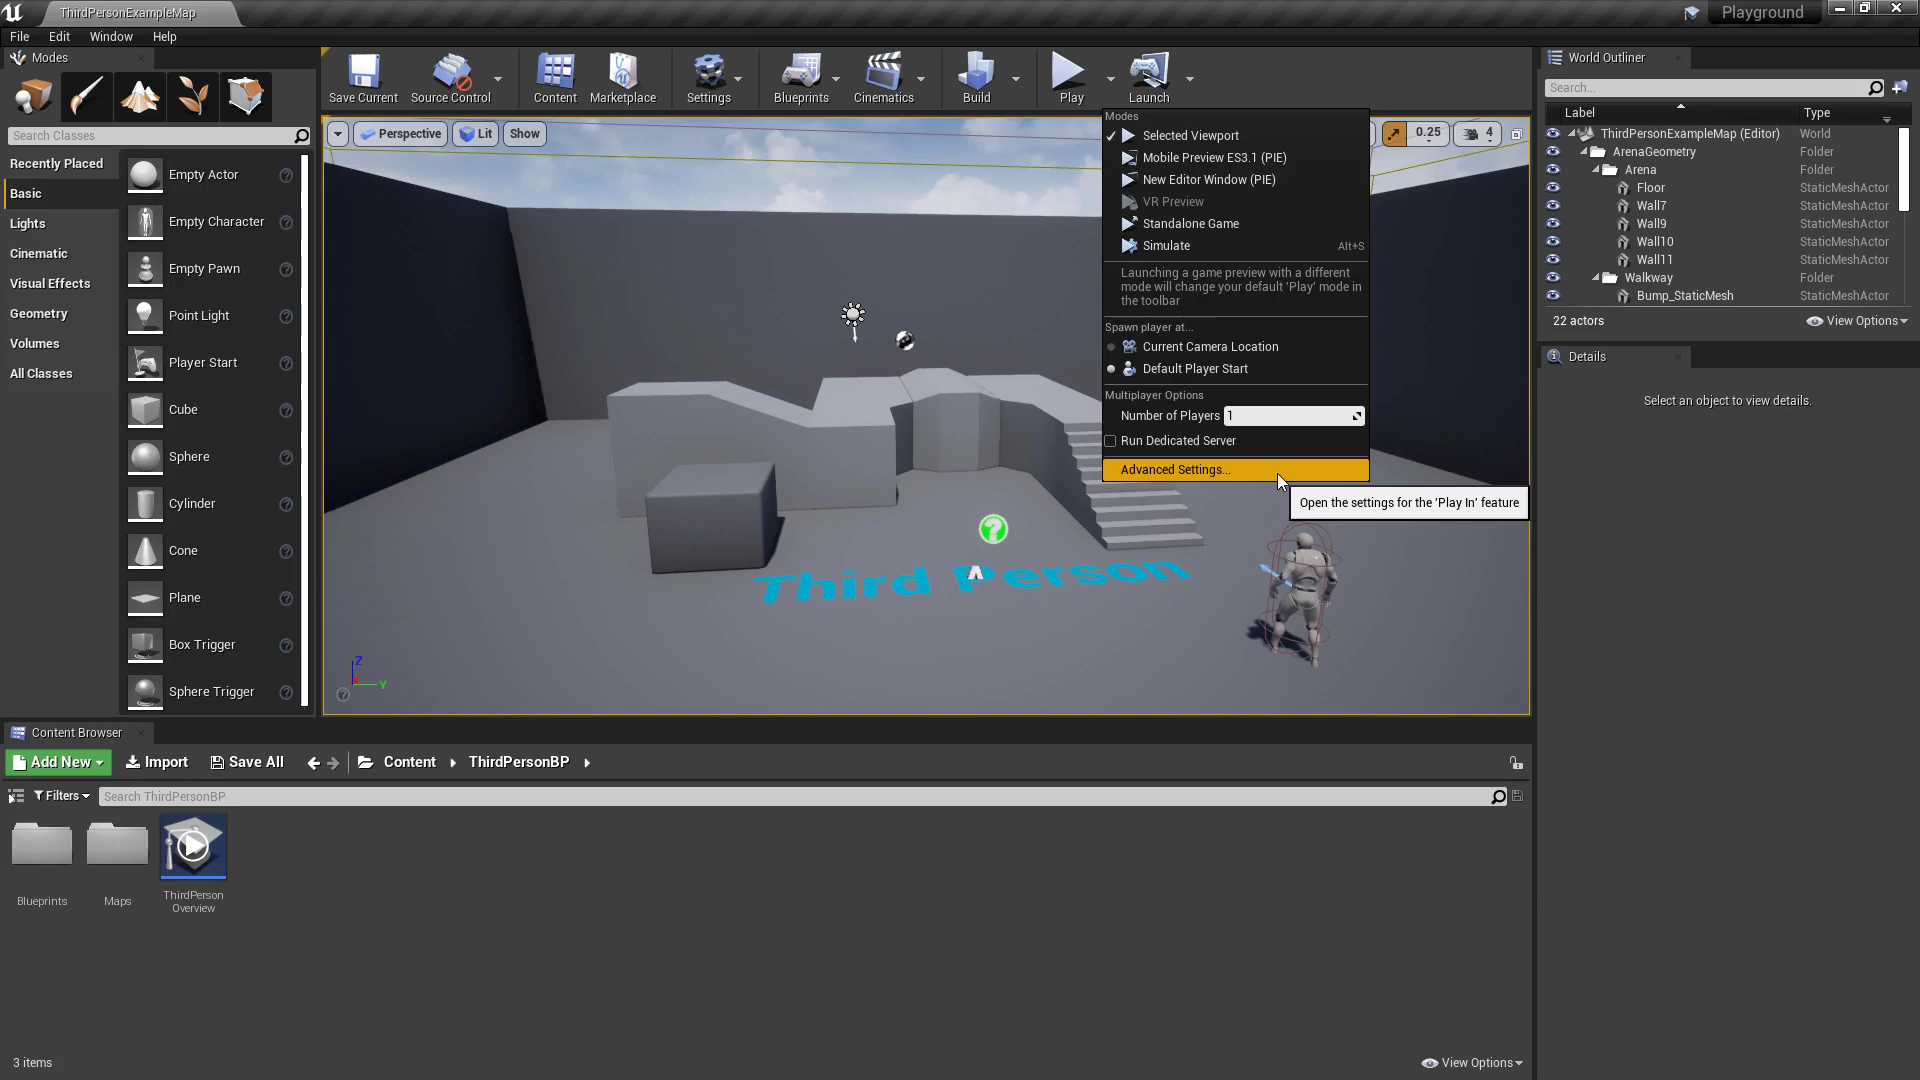 ThirdPersonExampleMap
Playground
File Edit Window Help
Modes
Search Classes
Recently Placed
Basic
Lights
Cinematic
Visual Effects
Geometry
Volumes
All Classes
Empty Actor
Empty Character
Empty Pawn
Point Light
Player Start
Cube
Sphere
Cylinder
Cone
Plane
Box Trigger
Sphere Trigger
Save Current
Source Control
Content
Marketplace
Settings
Blueprints
Cinematics
Build
Play
Launch
Perspective
Lit
Show
0.25
4
Modes
Selected Viewport
Mobile Preview ES3.1 (PIE)
New Editor Window (PIE)
VR Preview
Standalone Game
Simulate Alt+S
Launching a game preview with a different
mode will change your default 'Play' mode in
the toolbar
Spawn player at...
Current Camera Location
Default Player Start
Multiplayer Options
Number of Players 1
Run Dedicated Server
Advanced Settings...
Open the settings for the 'Play In' feature
Third Person
Z
X
Y
World Outliner
Search...
Label Type
ThirdPersonExampleMap (Editor) World
ArenaGeometry Folder
Arena Folder
Floor StaticMeshActor
Wall7 StaticMeshActor
Wall9 StaticMeshActor
Wall10 StaticMeshActor
Wall11 StaticMeshActor
Walkway Folder
Bump_StaticMesh StaticMeshActor
22 actors
View Options
Details
Select an object to view details.
Content Browser
Add New
Import
Save All
Content
ThirdPersonBP
Filters
Search ThirdPersonBP
Blueprints
Maps
ThirdPerson
Overview
3 items
View Options